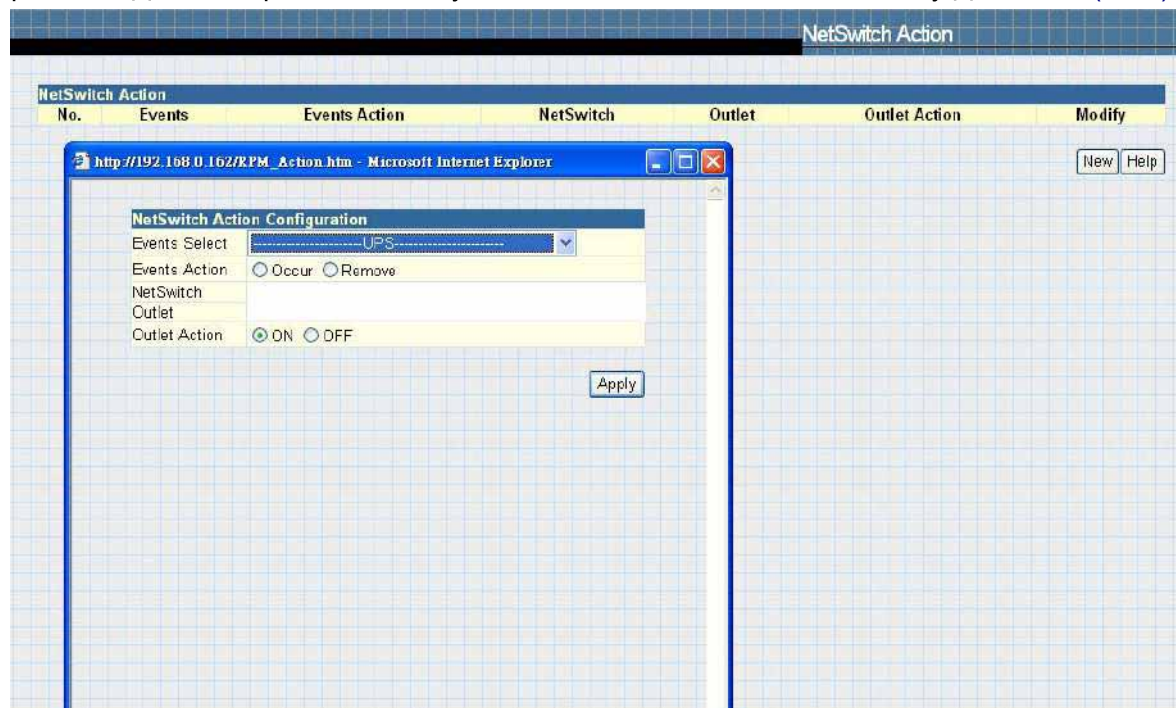 NetSwitch Action
NetSwitch Action
No. Events Events Action NetSwitch Outlet Outlet Action Modify
New Help
http://192.168.0.162/RPM_Action.htm - Microsoft Internet Explorer
NetSwitch Action Configuration
Events Select ----------------------UPS----------------------
Events Action Occur Remove
NetSwitch
Outlet
Outlet Action ON OFF
Apply